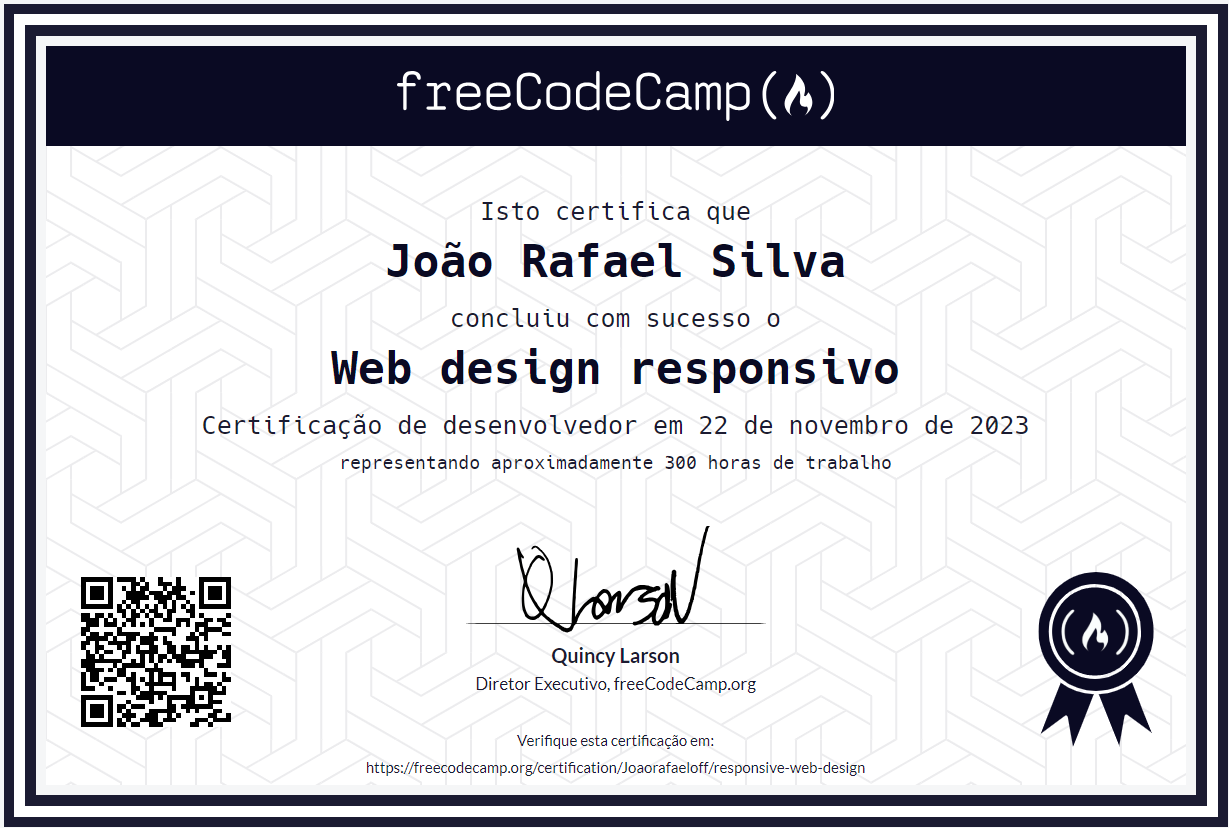 freeCodeCamp
Isto certifica que
João Rafael Silva
concluiu com sucesso o
Web design responsivo
Certificação de desenvolvedor em 22 de novembro de 2023
representando aproximadamente 300 horas de trabalho
Q Larson
Quincy Larson
Diretor Executivo, freeCodeCamp.org
Verifique esta certificação em:
https://freecodecamp.org/certification/Joaorafaeloff/responsive-web-design